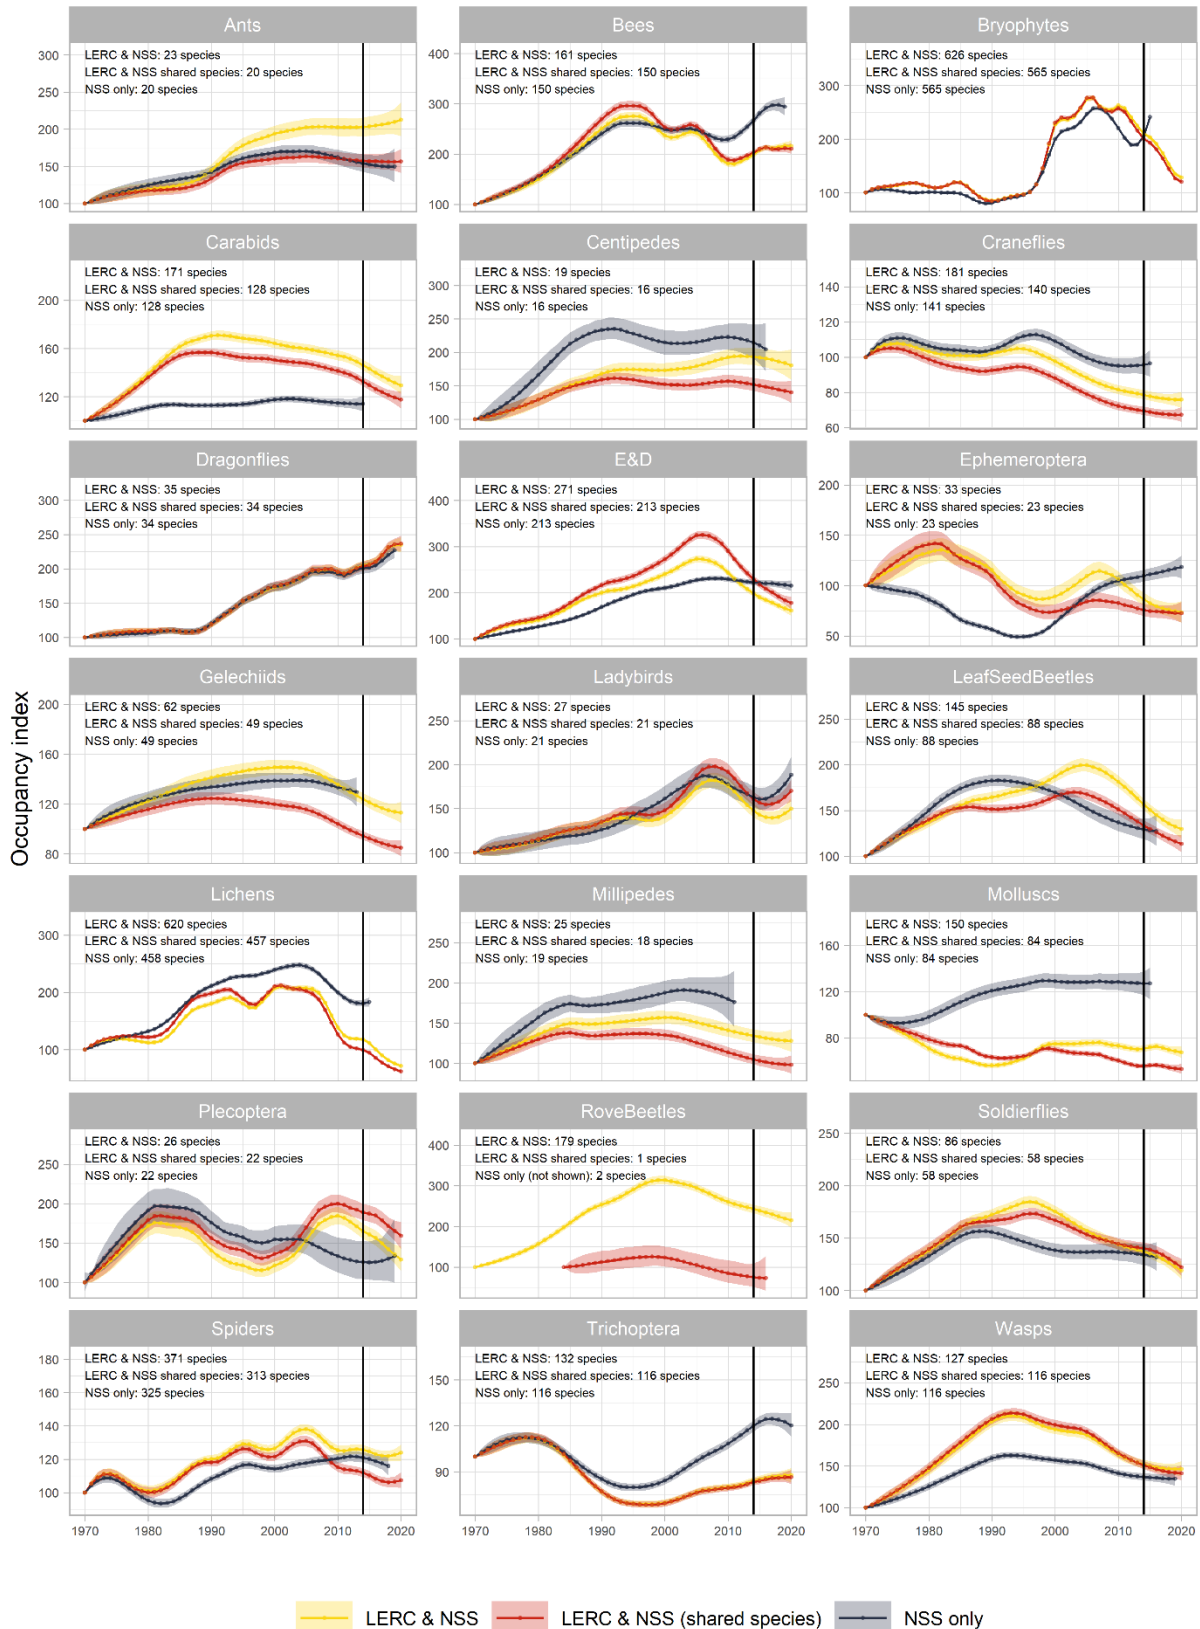 Ants
Bees
Bryophytes
LERC & NSS: 23 species
LERC & NSS shared species: 20 species
NSS only: 20 species
LERC & NSS: 161 species
LERC & NSS shared species: 150 species
NSS only: 150 species
LERC & NSS: 626 species
LERC & NSS shared species: 565 species
NSS only: 565 species
300
250
200
150
100
400
300
200
100
300
200
100
Carabids
Centipedes
Craneflies
LERC & NSS: 171 species
LERC & NSS shared species: 128 species
NSS only: 128 species
LERC & NSS: 19 species
LERC & NSS shared species: 16 species
NSS only: 16 species
LERC & NSS: 181 species
LERC & NSS shared species: 140 species
NSS only: 141 species
200
160
120
300
250
200
150
100
140
120
100
80
60
Dragonflies
E&D
Ephemeroptera
LERC & NSS: 35 species
LERC & NSS shared species: 34 species
NSS only: 34 species
LERC & NSS: 271 species
LERC & NSS shared species: 213 species
NSS only: 213 species
LERC & NSS: 33 species
LERC & NSS shared species: 23 species
NSS only: 23 species
300
250
200
150
100
400
300
200
100
200
150
100
50
Occupancy index
Gelechiids
Ladybirds
LeafSeedBeetles
LERC & NSS: 62 species
LERC & NSS shared species: 49 species
NSS only: 49 species
LERC & NSS: 27 species
LERC & NSS shared species: 21 species
NSS only: 21 species
LERC & NSS: 145 species
LERC & NSS shared species: 88 species
NSS only: 88 species
200
160
120
80
250
200
150
100
250
200
150
100
Lichens
Millipedes
Molluscs
LERC & NSS: 620 species
LERC & NSS shared species: 457 species
NSS only: 458 species
LERC & NSS: 25 species
LERC & NSS shared species: 18 species
NSS only: 19 species
LERC & NSS: 150 species
LERC & NSS shared species: 84 species
NSS only: 84 species
300
200
100
250
200
150
100
160
120
80
Plecoptera
RoveBeetles
Soldierflies
LERC & NSS: 26 species
LERC & NSS shared species: 22 species
NSS only: 22 species
LERC & NSS: 179 species
LERC & NSS shared species: 1 species
NSS only (not shown): 2 species
LERC & NSS: 86 species
LERC & NSS shared species: 58 species
NSS only: 58 species
250
200
150
100
400
300
200
100
250
200
150
100
Spiders
Trichoptera
Wasps
LERC & NSS: 371 species
LERC & NSS shared species: 313 species
NSS only: 325 species
LERC & NSS: 132 species
LERC & NSS shared species: 116 species
NSS only: 116 species
LERC & NSS: 127 species
LERC & NSS shared species: 116 species
NSS only: 116 species
180
160
140
120
100
150
120
90
250
200
150
100
1970 1980 1990 2000 2010 2020
1970 1980 1990 2000 2010 2020
1970 1980 1990 2000 2010 2020
LERC & NSS
LERC & NSS (shared species)
NSS only